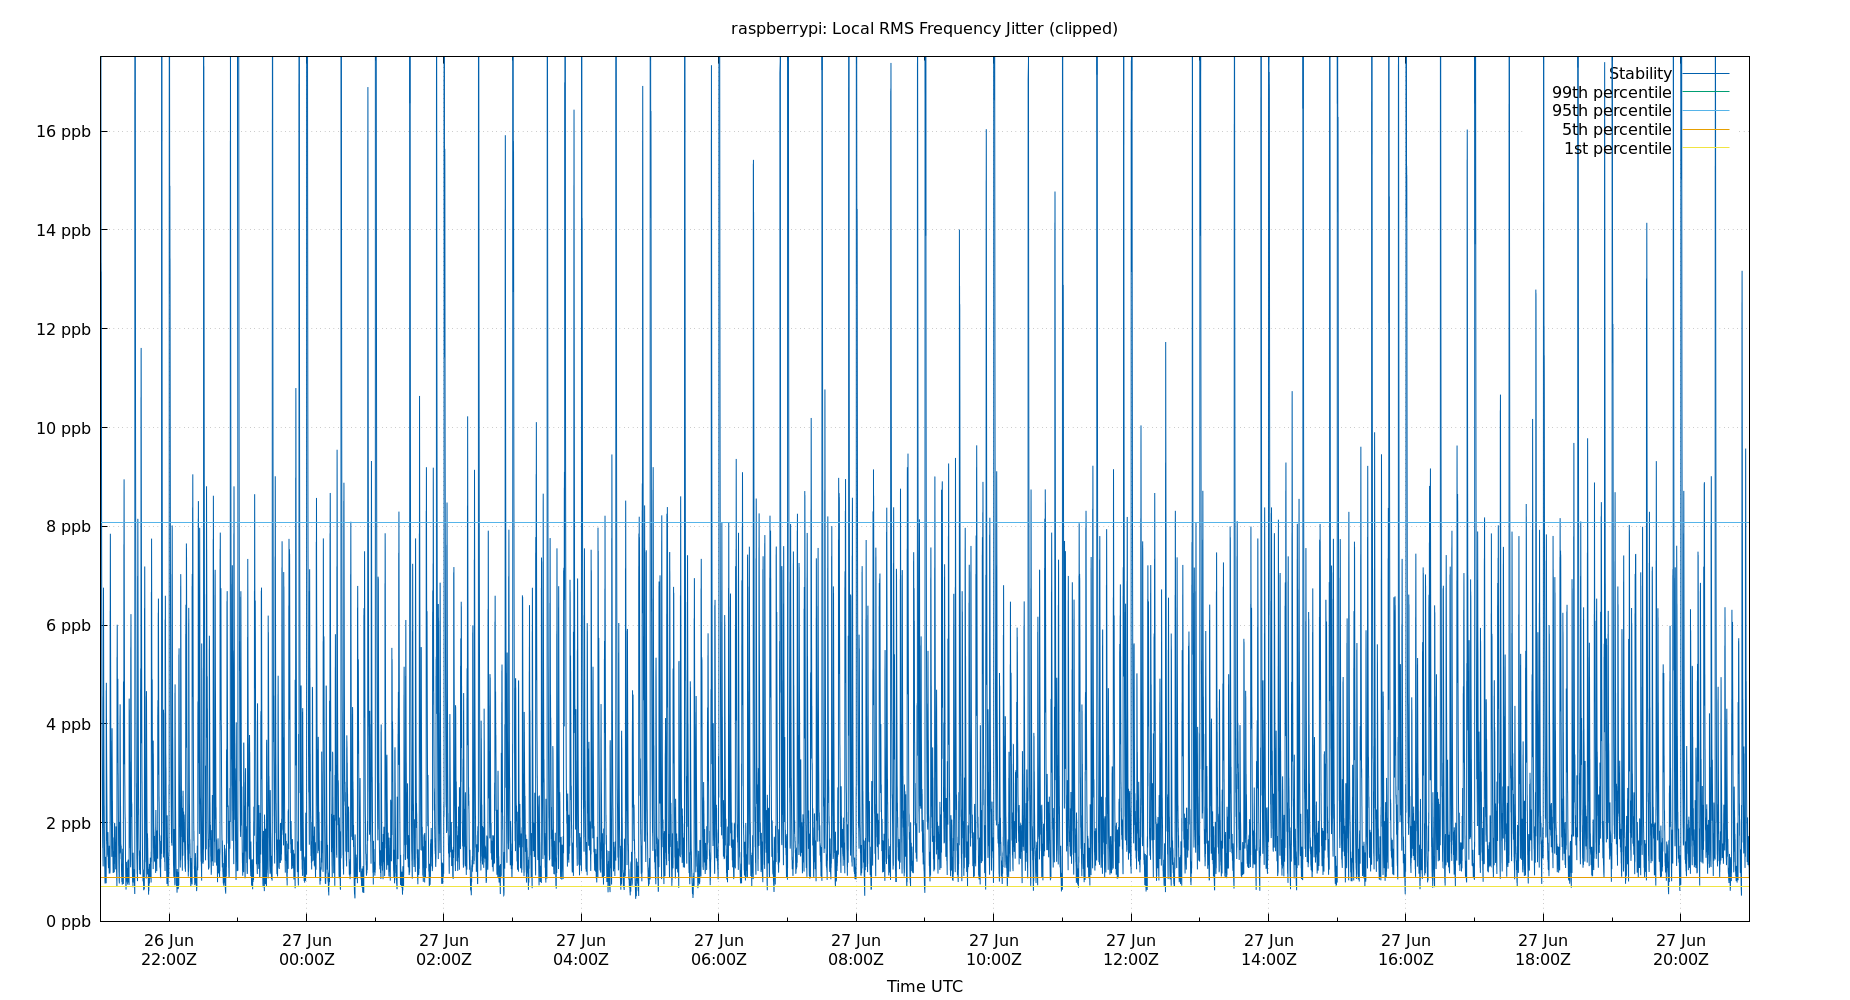 raspberrypi: Local RMS Frequency Jitter (clipped)
Stability
99th percentile
95th percentile
5th percentile
1st percentile
16 ppb
14 ppb
12 ppb
10 ppb
8 ppb
6 ppb
4 ppb
2 ppb
0 ppb
26 Jun 27 Jun 27 Jun 27 Jun 27 Jun 27 Jun 27 Jun 27 Jun 27 Jun 27 Jun 27 Jun 27 Jun
22:00Z 00:00Z 02:00Z 04:00Z 06:00Z 08:00Z 10:00Z 12:00Z 14:00Z 16:00Z 18:00Z 20:00Z
Time UTC